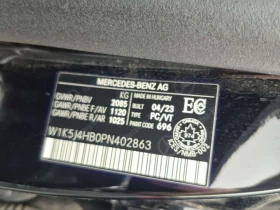 MERCEDES-BENZ AG
KG
MADE IN HUNGARY
GVWR/PNBV 2085
BUILT 04/23
GAWR/PNBE F/AV 1120
TYPE PC/VT
GAWR/PNBE R/AR 1025
PAINT 696
W1K5J4HB0PN402863